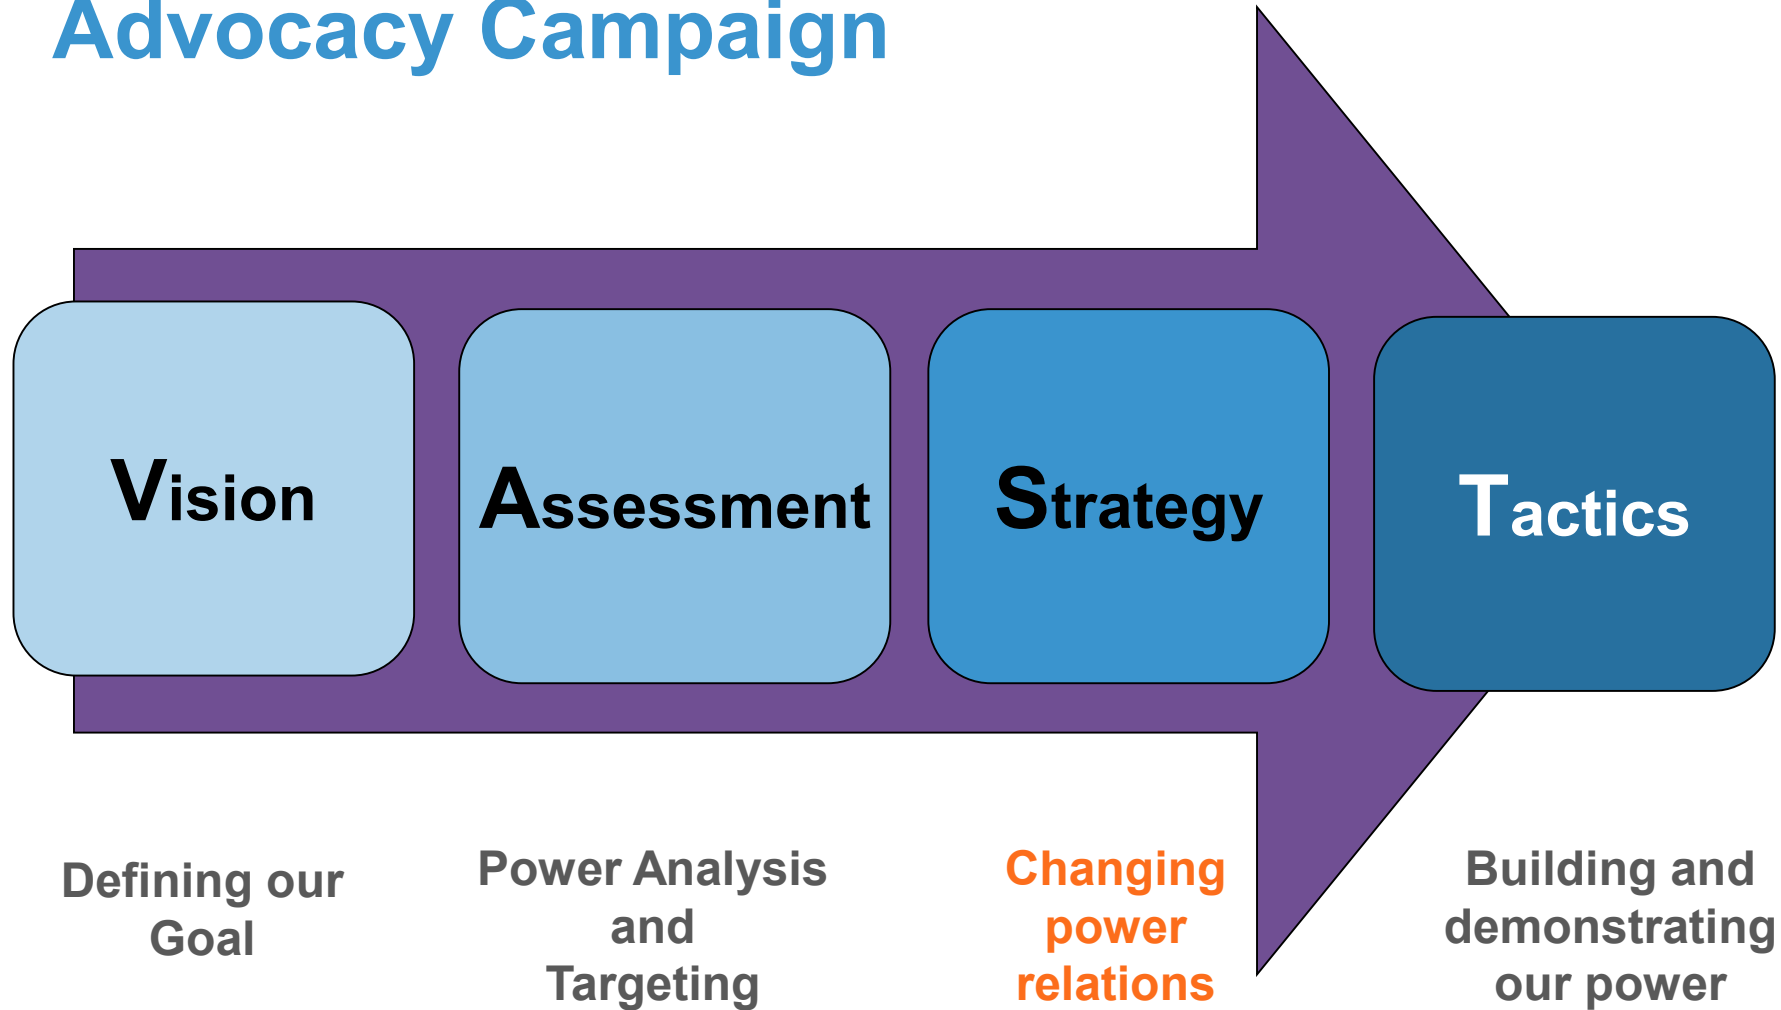 Advocacy Campaign
Vision
Assessment
Strategy
Tactics
Defining our
Goal
Power Analysis
and
Targeting
Changing
power
relations
Building and
demonstrating
our power